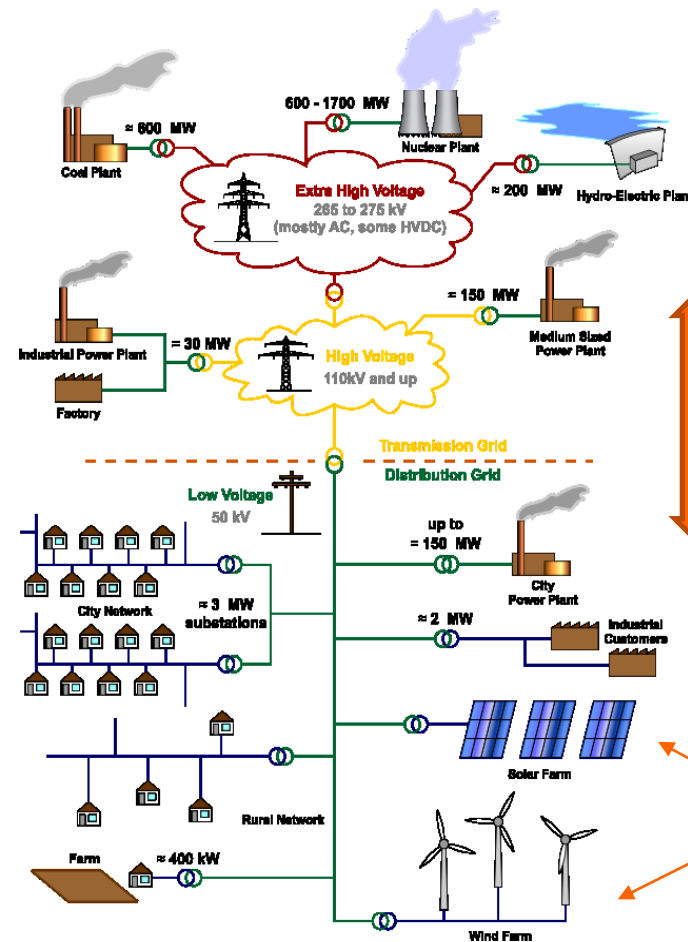 600 - 1700 MW
≈ 600 MW
Nuclear Plant
Coal Plant
Extra High Voltage
265 to 275 kV
(mostly AC, some HVDC)
≈ 200 MW
Hydro-Electric Plant
≈ 150 MW
Industrial Power Plant
= 30 MW
High Voltage
110kV and up
Medium Sized
Power Plant
Factory
Transmission Grid
Distribution Grid
Low Voltage
50 kV
up to
= 150 MW
City Network
≈ 3 MW
substations
City
Power Plant
≈ 2 MW
Industrial
Customers
Solar Farm
Rural Network
Farm
≈ 400 kW
Wind Farm